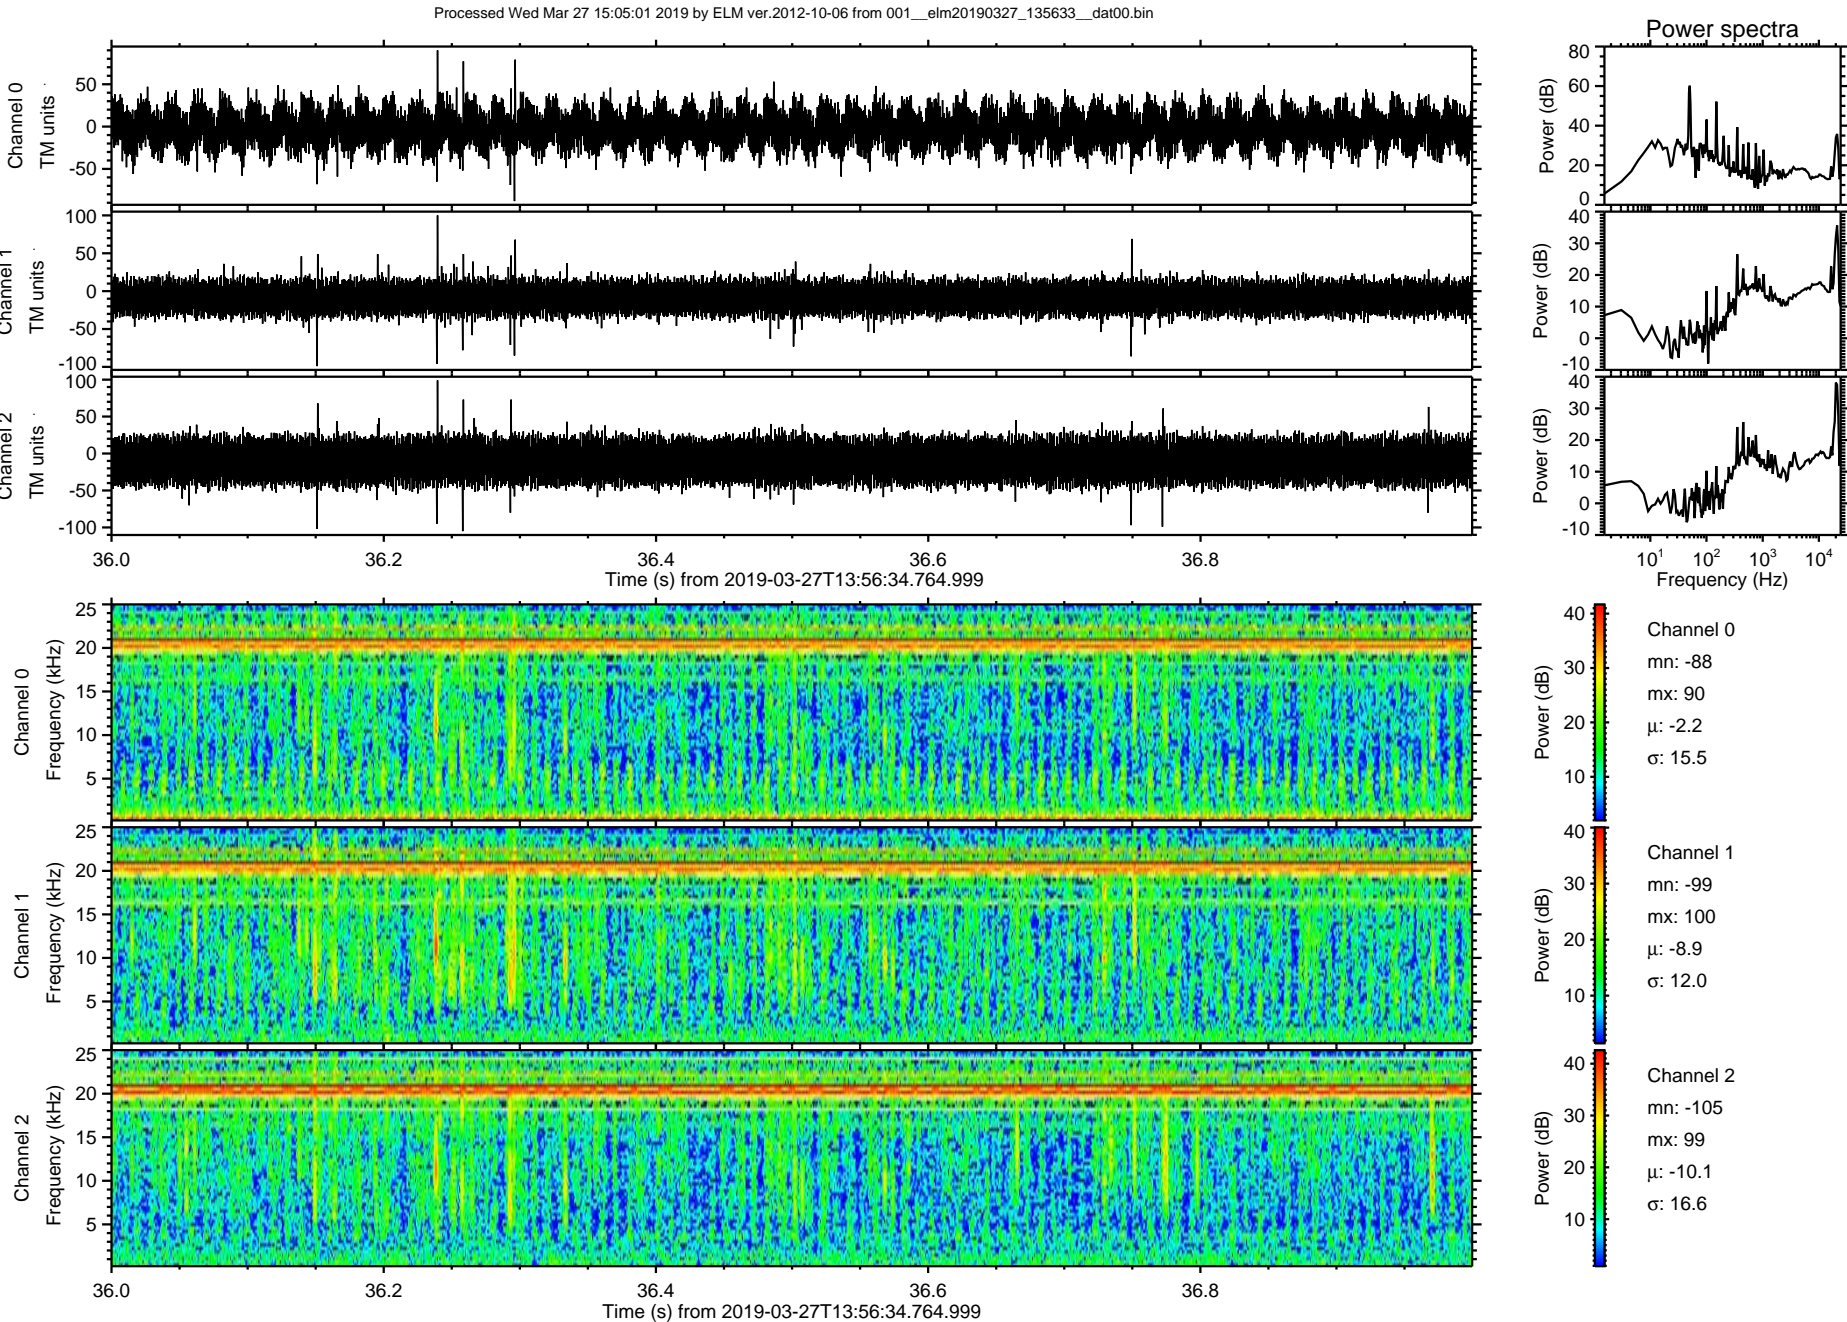 Processed Wed Mar 27 15:05:01 2019 by ELM ver.2012-10-06 from 001__elm20190327_135633__dat00.bin
Power spectra
Channel 0
TM units
50
0
-50
Power (dB)
80
60
40
20
0
Channel 1
TM units
100
50
0
-50
-100
Power (dB)
40
30
20
10
0
-10
Channel 2
TM units
100
50
0
-50
-100
Power (dB)
40
30
20
10
0
-10
36.0 36.2 36.4 36.6 36.8
Time (s) from 2019-03-27T13:56:34.764.999
10^1 10^2 10^3 10^4
Frequency (Hz)
Channel 0
Frequency (kHz)
25
20
15
10
5
Power (dB)
40
30
20
10
Channel 0
mn: -88
mx: 90
μ: -2.2
σ: 15.5
Channel 1
Frequency (kHz)
25
20
15
10
5
Power (dB)
40
30
20
10
Channel 1
mn: -99
mx: 100
μ: -8.9
σ: 12.0
Channel 2
Frequency (kHz)
25
20
15
10
5
Power (dB)
40
30
20
10
Channel 2
mn: -105
mx: 99
μ: -10.1
σ: 16.6
36.0 36.2 36.4 36.6 36.8
Time (s) from 2019-03-27T13:56:34.764.999